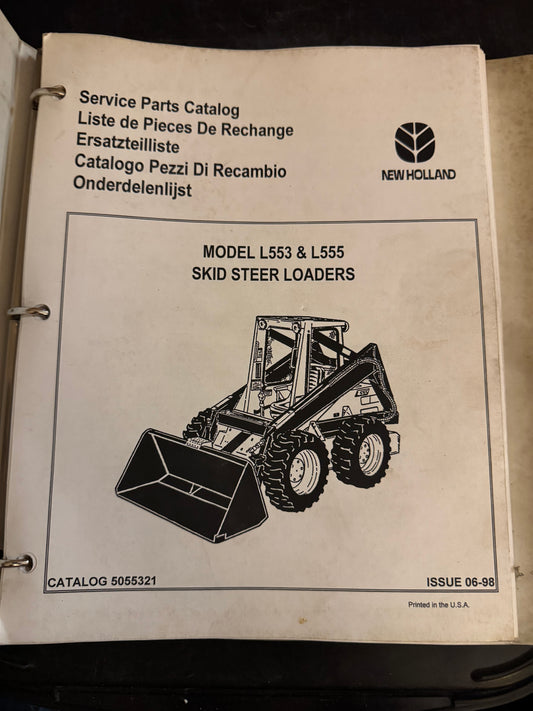 Service Parts Catalog
Liste de Pieces De Rechange
Ersatzteilliste
Catalogo Pezzi Di Recambio
Onderdelenlijst
NEW HOLLAND
MODEL L553 & L555
SKID STEER LOADERS
CATALOG 5055321
ISSUE 06-98
Printed in the U.S.A.